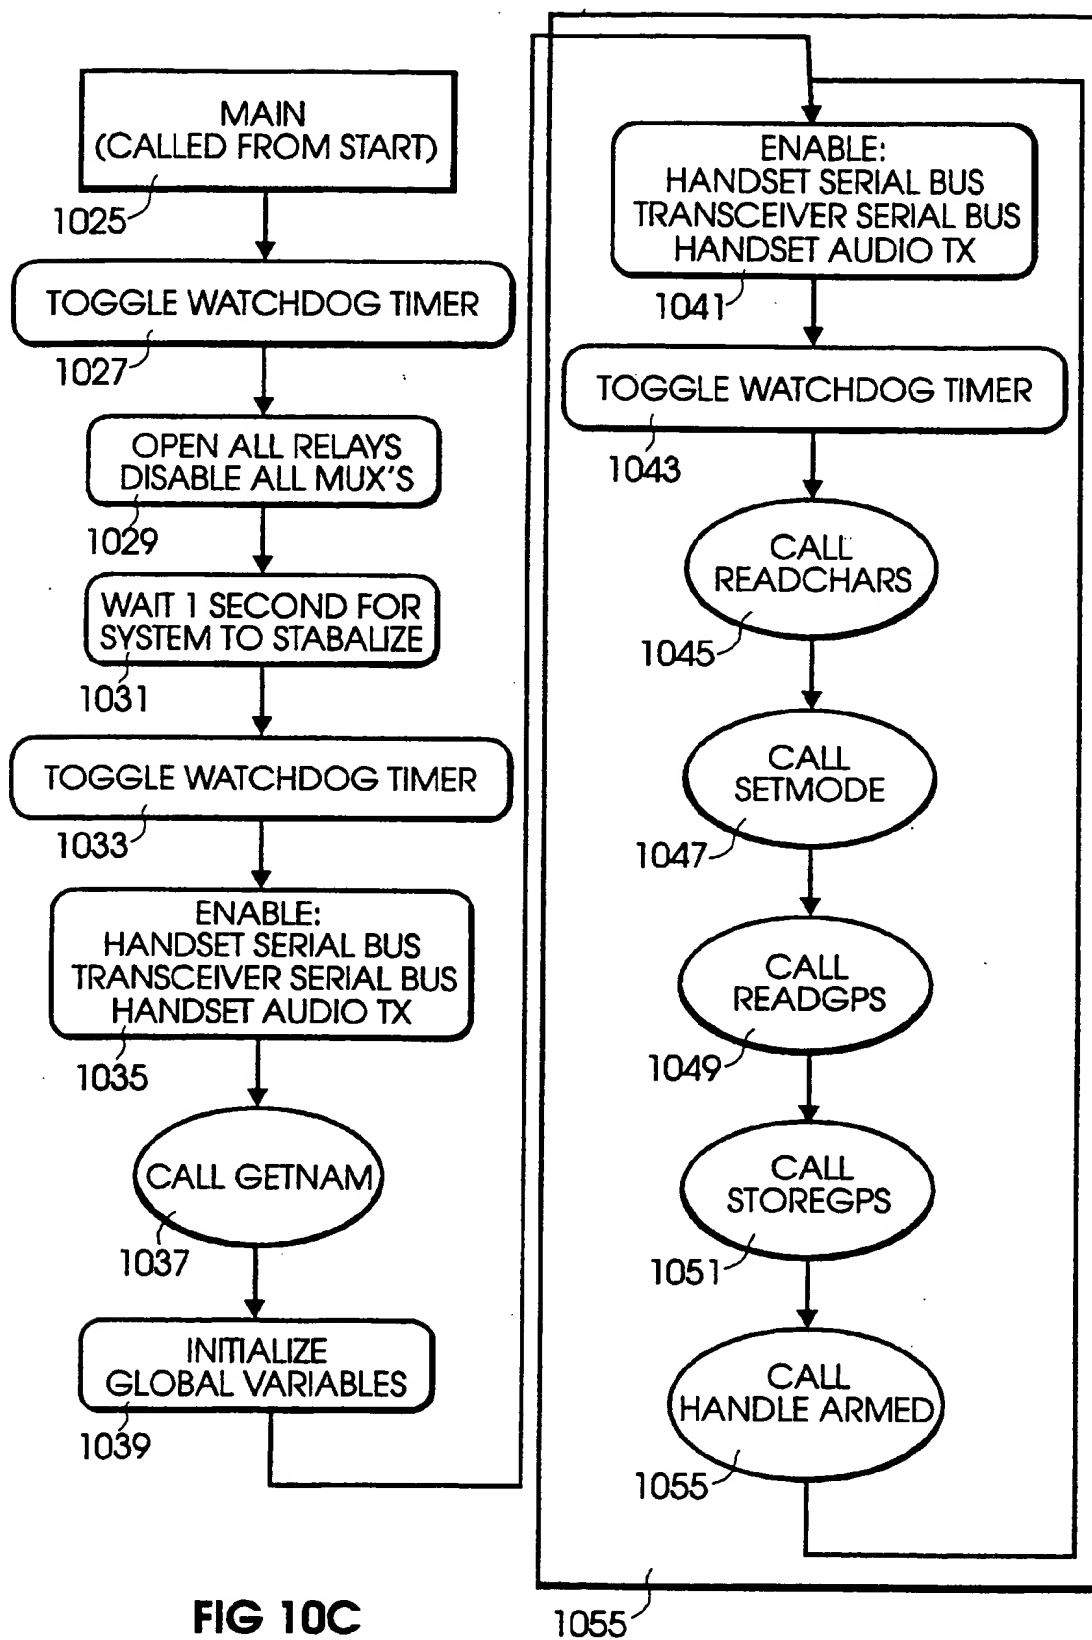 MAIN
(CALLED FROM START)
1025
TOGGLE WATCHDOG TIMER
1027
OPEN ALL RELAYS
DISABLE ALL MUX'S
1029
WAIT 1 SECOND FOR
SYSTEM TO STABALIZE
1031
TOGGLE WATCHDOG TIMER
1033
ENABLE:
HANDSET SERIAL BUS
TRANSCEIVER SERIAL BUS
HANDSET AUDIO TX
1035
CALL GETNAM
1037
INITIALIZE
GLOBAL VARIABLES
1039
ENABLE:
HANDSET SERIAL BUS
TRANSCEIVER SERIAL BUS
HANDSET AUDIO TX
1041
TOGGLE WATCHDOG TIMER
1043
CALL
READCHARS
1045
CALL
SETMODE
1047
CALL
READGPS
1049
CALL
STOREGPS
1051
CALL
HANDLE ARMED
1055
1055
FIG 10C